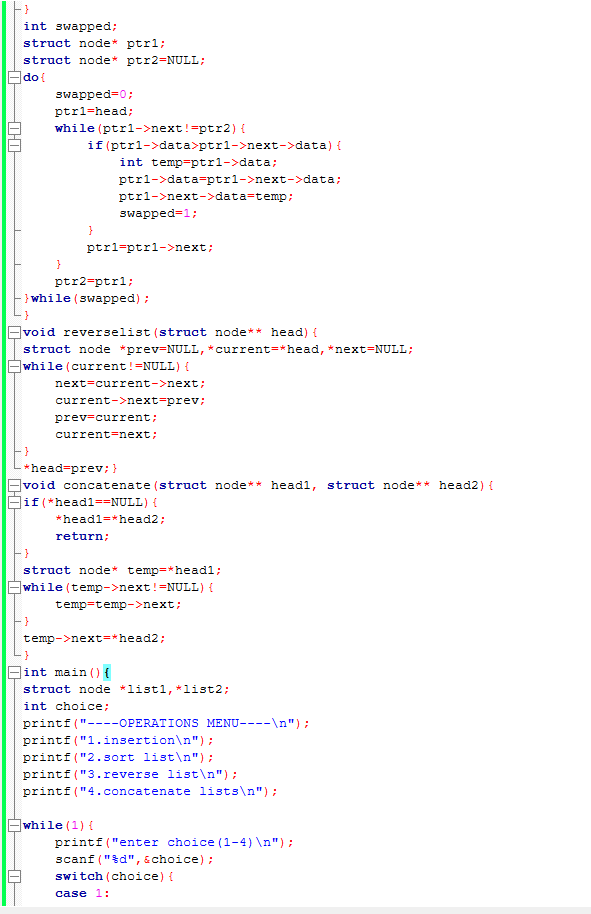 }
int swapped;
struct node* ptr1;
struct node* ptr2=NULL;
do{
swapped=0;
ptr1=head;
while(ptr1->next!=ptr2){
if(ptr1->data>ptr1->next->data){
int temp=ptr1->data;
ptr1->data=ptr1->next->data;
ptr1->next->data=temp;
swapped=1;
}
ptr1=ptr1->next;
}
ptr2=ptr1;
}while(swapped);
}
void reverselist(struct node** head){
struct node *prev=NULL,*current=*head,*next=NULL;
while(current!=NULL){
next=current->next;
current->next=prev;
prev=current;
current=next;
}
*head=prev;}
void concatenate(struct node** head1, struct node** head2){
if(*head1==NULL){
*head1=*head2;
return;
}
struct node* temp=*head1;
while(temp->next!=NULL){
temp=temp->next;
}
temp->next=*head2;
}
int main(){
struct node *list1,*list2;
int choice;
printf("----OPERATIONS MENU----\n");
printf("1.insertion\n");
printf("2.sort list\n");
printf("3.reverse list\n");
printf("4.concatenate lists\n");
while(1){
printf("enter choice(1-4)\n");
scanf("%d",&choice);
switch(choice){
case 1: